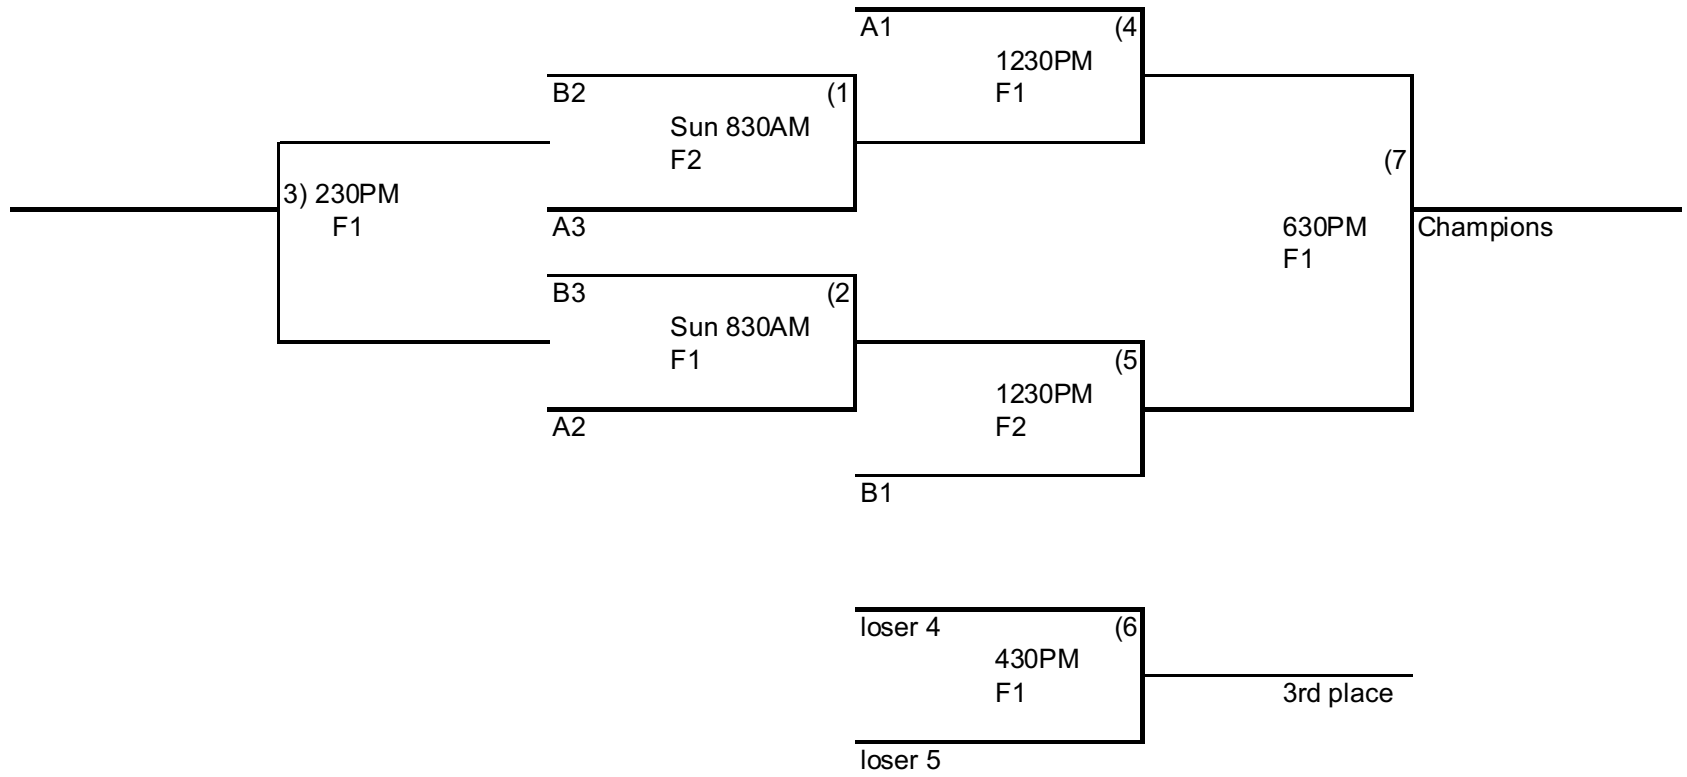 A1 (4
1230PM
F1
B2 (1
Sun 830AM
F2
(7
3) 230PM
F1
A3
630PM
F1
Champions
B3 (2
Sun 830AM
F1
(5
1230PM
F2
A2
B1
loser 4 (6
430PM
F1
3rd place
loser 5